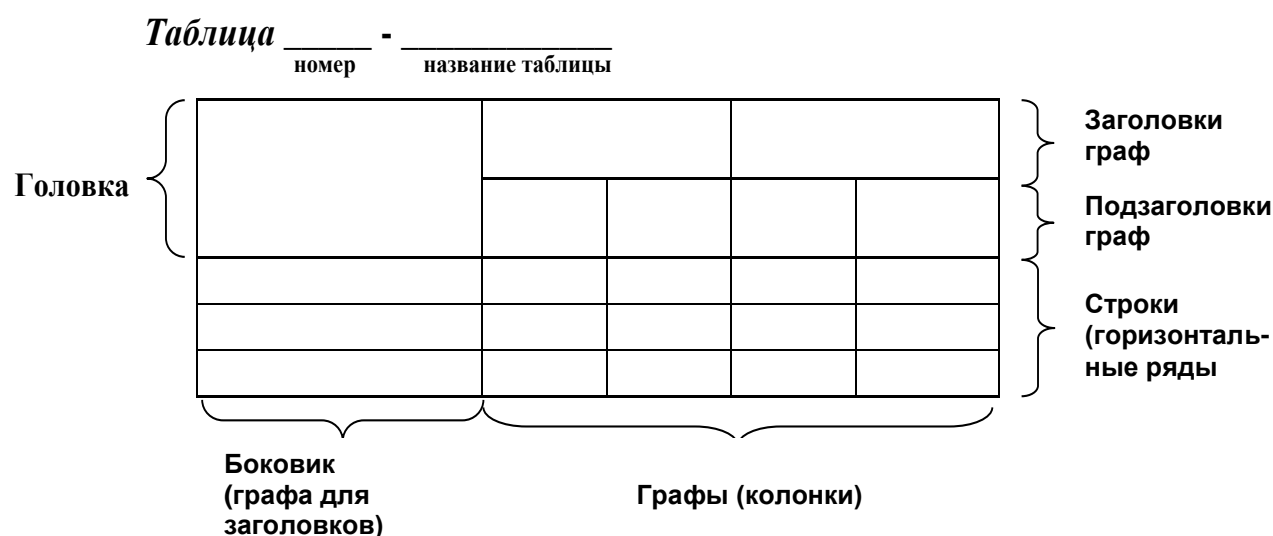 Таблица _____ - ____________
номер название таблицы
Заголовки
граф
Головка
Подзаголовки
граф
Строки
(горизонталь-
ные ряды
Боковик
(графа для
заголовков)
Графы (колонки)